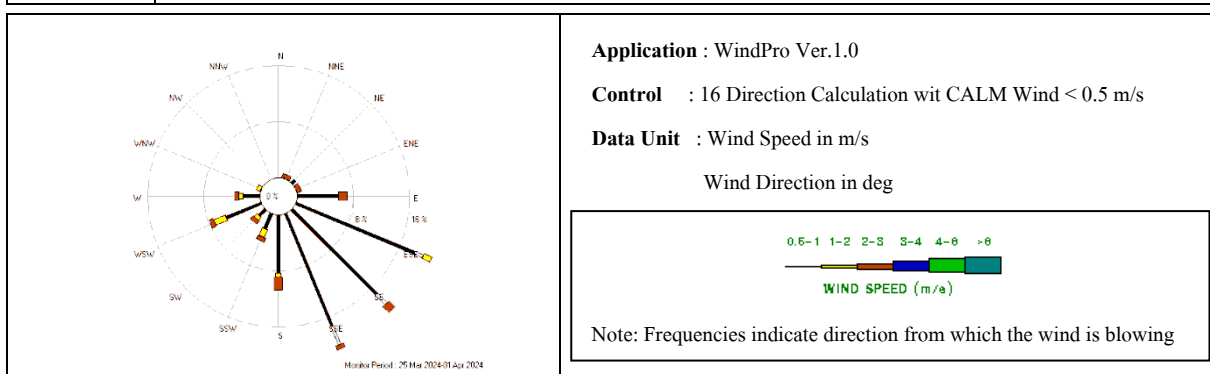 N
NNW
NNE
NW
NE
WNW
ENE
W
0 %
E
8 %
16 %
WSW
ESE
SW
SE
SSW
SSE
S
Monitor Period : 25 Mar 2024-01 Apr 2024
Application : WindPro Ver.1.0
Control : 16 Direction Calculation wit CALM Wind < 0.5 m/s
Data Unit : Wind Speed in m/s
Wind Direction in deg
0.5-1 1-2 2-3 3-4 4-6 >6
WIND SPEED (m/s)
Note: Frequencies indicate direction from which the wind is blowing